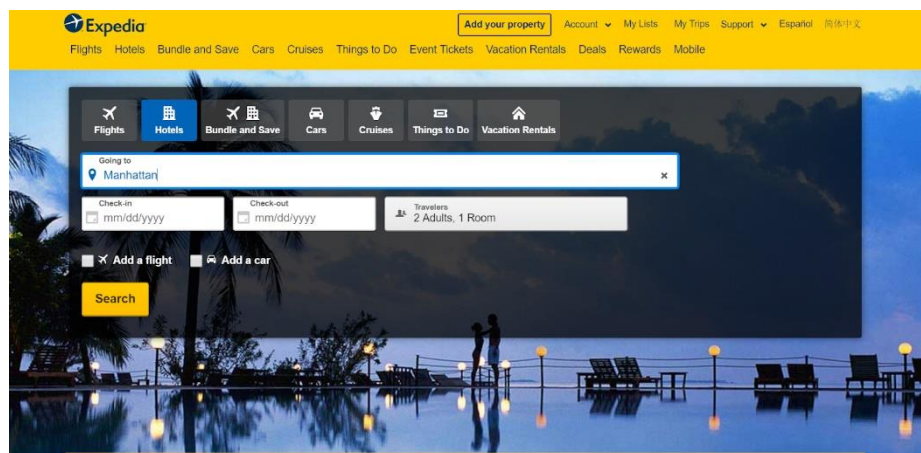 Expedia
Add your property Account My Lists My Trips Support Español 简体中文
Flights Hotels Bundle and Save Cars Cruises Things to Do Event Tickets Vacation Rentals Deals Rewards Mobile
Flights Hotels Bundle and Save Cars Cruises Things to Do Vacation Rentals
Going to
Manhattan
Check-in Check-out Travelers
mm/dd/yyyy mm/dd/yyyy 2 Adults, 1 Room
Add a flight Add a car
Search